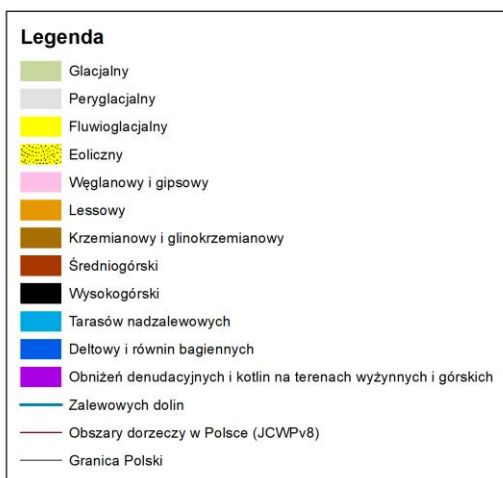 Legenda
Glacjalny
Peryglacjalny
Fluwioglacjalny
Eoliczny
Węglanowy i gipsowy
Lessowy
Krzemianowy i glinokrzemianowy
Średniogórski
Wysokogórski
Tarasów nadzalewowych
Deltowy i równin bagiennych
Obniżeń denudacyjnych i kotlin na terenach wyżynnych i górskich
Zalewowych dolin
Obszary dorzeczy w Polsce (JCWPv8)
Granica Polski